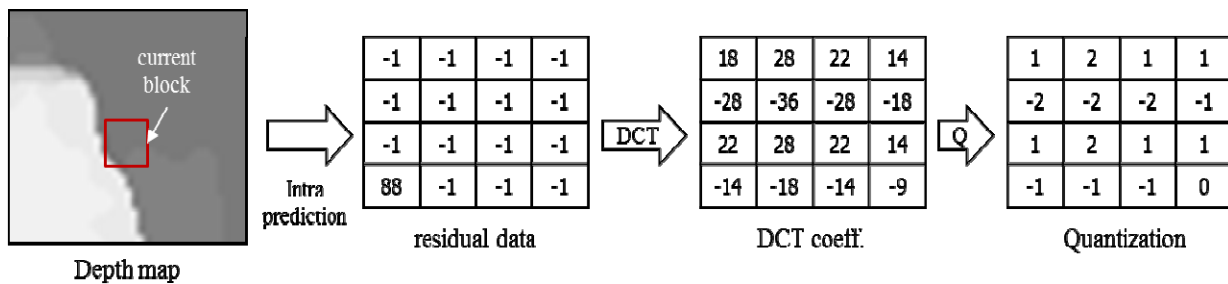 current
block
Depth map
Intra
prediction
-1 -1 -1 -1
-1 -1 -1 -1
-1 -1 -1 -1
88 -1 -1 -1
residual data
DCT
18 28 22 14
-28 -36 -28 -18
22 28 22 14
-14 -18 -14 -9
DCT coeff.
Q
1 2 1 1
-2 -2 -2 -1
1 2 1 1
-1 -1 -1 0
Quantization